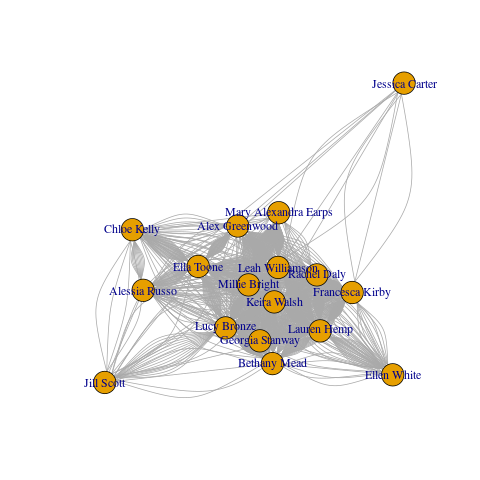 Jessica Carter
Mary Alexandra Earps
Alex Greenwood
Chloe Kelly
Ella Toone
Leah Williamson
Rachel Daly
Millie Bright
Alessia Russo
Francesca Kirby
Keira Walsh
Lucy Bronze
Lauren Hemp
Georgia Stanway
Bethany Mead
Ellen White
Jill Scott